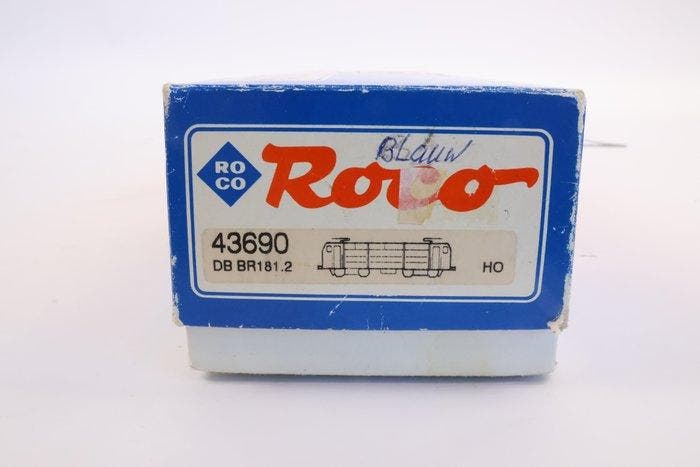 BLauw
RO
CO
Roco
43690
DB BR181.2
HO